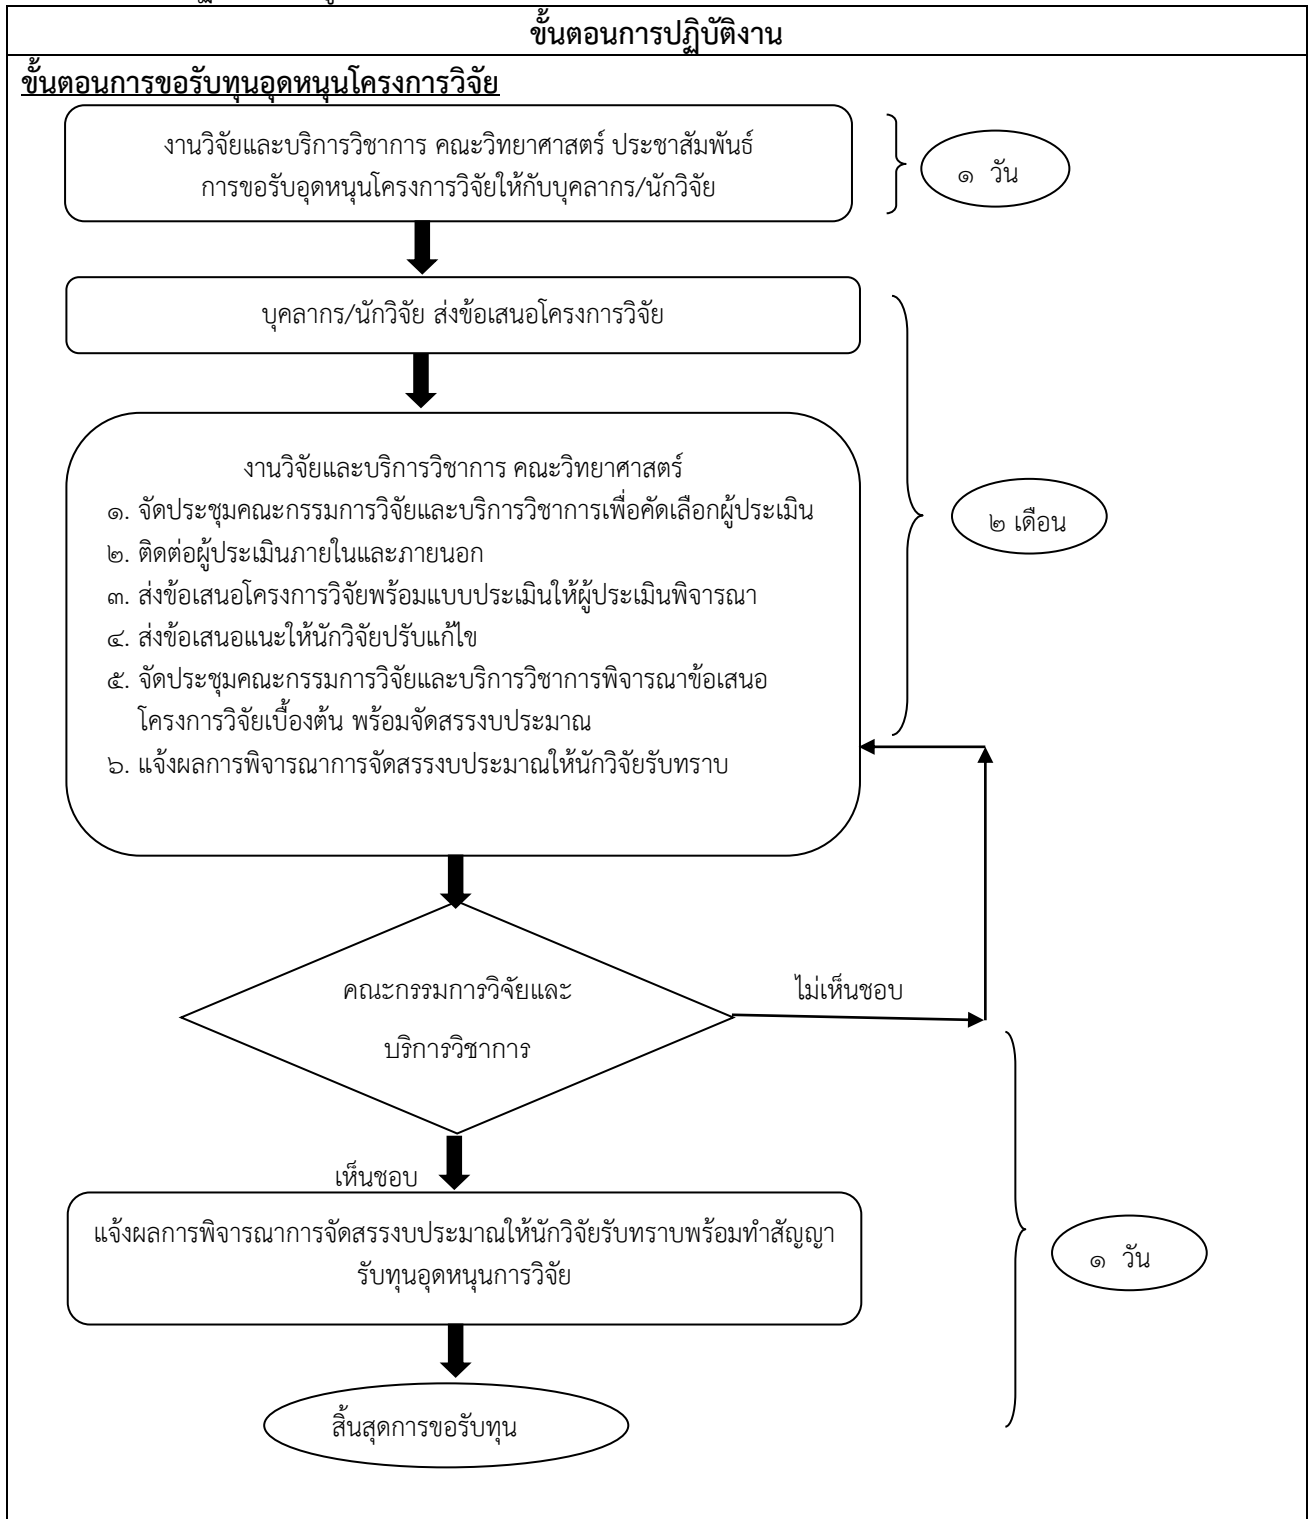 ขั้นตอนการปฏิบัติงาน
ขั้นตอนการขอรับทุนอุดหนุนโครงการวิจัย
งานวิจัยและบริการวิชาการ คณะวิทยาศาสตร์ ประชาสัมพันธ์
การขอรับอุดหนุนโครงการวิจัยให้กับบุคลากร/นักวิจัย
๑ วัน
บุคลากร/นักวิจัย ส่งข้อเสนอโครงการวิจัย
งานวิจัยและบริการวิชาการ คณะวิทยาศาสตร์
๑. จัดประชุมคณะกรรมการวิจัยและบริการวิชาการเพื่อคัดเลือกผู้ประเมิน
๒. ติดต่อผู้ประเมินภายในและภายนอก
๓. ส่งข้อเสนอโครงการวิจัยพร้อมแบบประเมินให้ผู้ประเมินพิจารณา
๔. ส่งข้อเสนอแนะให้นักวิจัยปรับแก้ไข
๕. จัดประชุมคณะกรรมการวิจัยและบริการวิชาการพิจารณาข้อเสนอ
โครงการวิจัยเบื้องต้น พร้อมจัดสรรงบประมาณ
๖. แจ้งผลการพิจารณาการจัดสรรงบประมาณให้นักวิจัยรับทราบ
๒ เดือน
คณะกรรมการวิจัยและ
บริการวิชาการ
ไม่เห็นชอบ
เห็นชอบ
แจ้งผลการพิจารณาการจัดสรรงบประมาณให้นักวิจัยรับทราบพร้อมทำสัญญา
รับทุนอุดหนุนการวิจัย
๑ วัน
สิ้นสุดการขอรับทุน